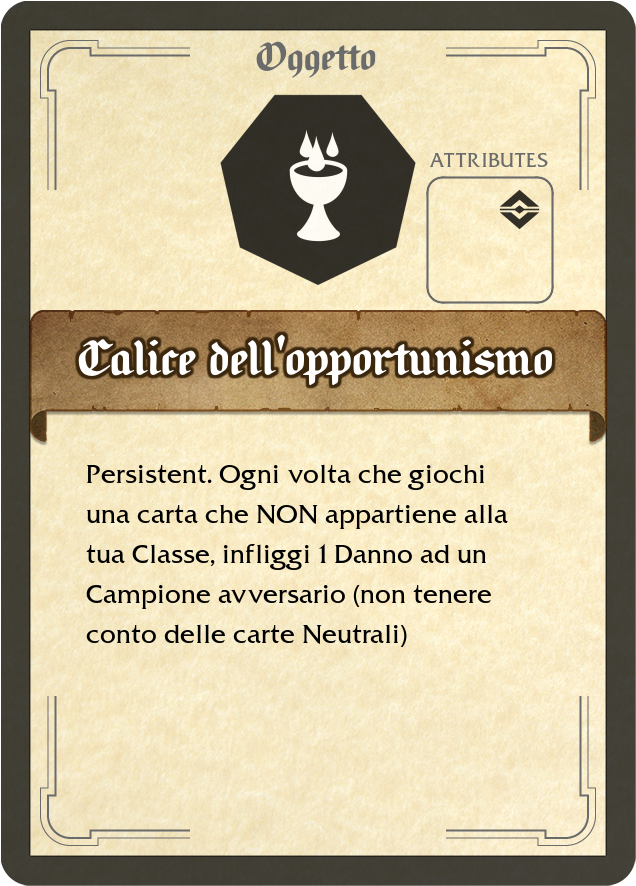 Oggetto
ATTRIBUTES
Calice dell'opportunismo
Persistent. Ogni volta che giochi
una carta che NON appartiene alla
tua Classe, infliggi 1 Danno ad un
Campione avversario (non tenere
conto delle carte Neutrali)